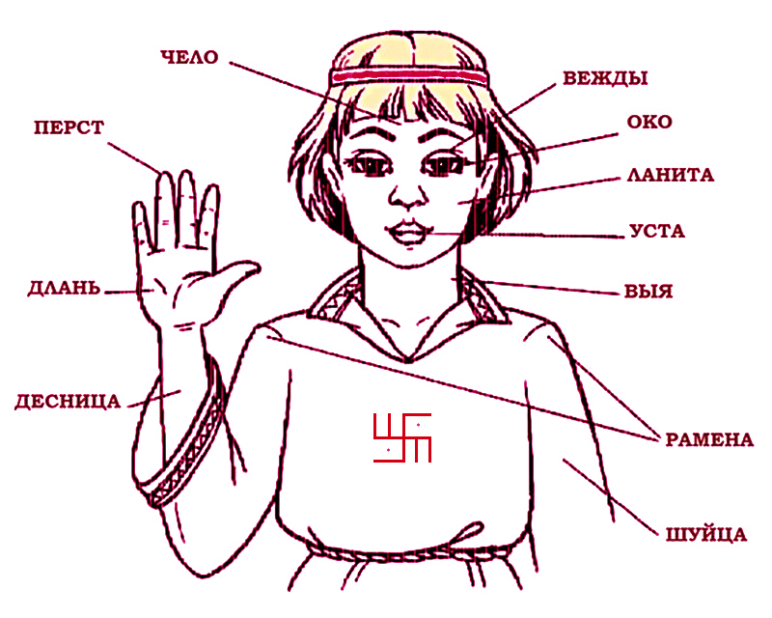 ЧЕЛО
ВЕЖДЫ
ПЕРСТ
ОКО
ЛАНИТА
УСТА
ДЛАНЬ
ВЫЯ
ДЕСНИЦА
РАМЕНА
ШУЙЦА